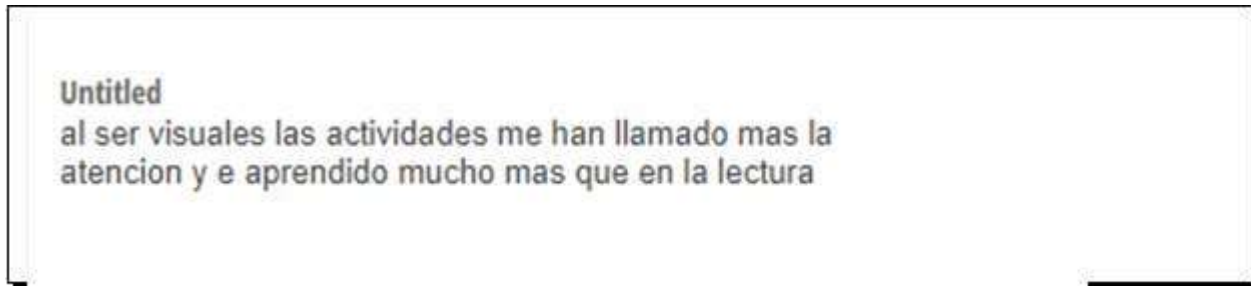 Untitled
al ser visuales las actividades me han llamado mas la
atencion y e aprendido mucho mas que en la lectura